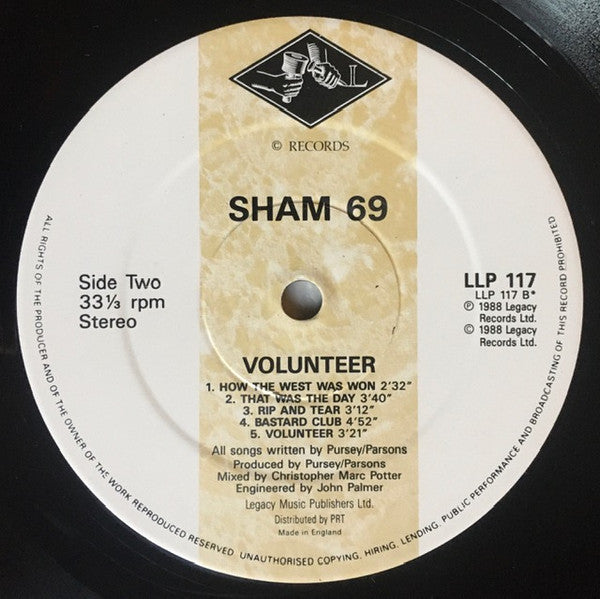 L
© RECORDS
SHAM 69
Side Two
33⅓ rpm
Stereo
LLP 117
LLP 117 B*
℗ 1988 Legacy
Records Ltd.
© 1988 Legacy
Records Ltd.
VOLUNTEER
1. HOW THE WEST WAS WON 2'32"
2. THAT WAS THE DAY 3'40"
3. RIP AND TEAR 3'12"
4. BASTARD CLUB 4'52"
5. VOLUNTEER 3'21"
All songs written by Pursey/Parsons
Produced by Pursey/Parsons
Mixed by Christopher Marc Potter
Engineered by John Palmer
Legacy Music Publishers Ltd.
Distributed by PRT
Made in England
ALL RIGHTS OF THE PRODUCER AND OF THE OWNER OF THE WORK REPRODUCED RESERVED. UNAUTHORISED COPYING, HIRING, LENDING, PUBLIC PERFORMANCE AND BROADCASTING OF THIS RECORD PROHIBITED